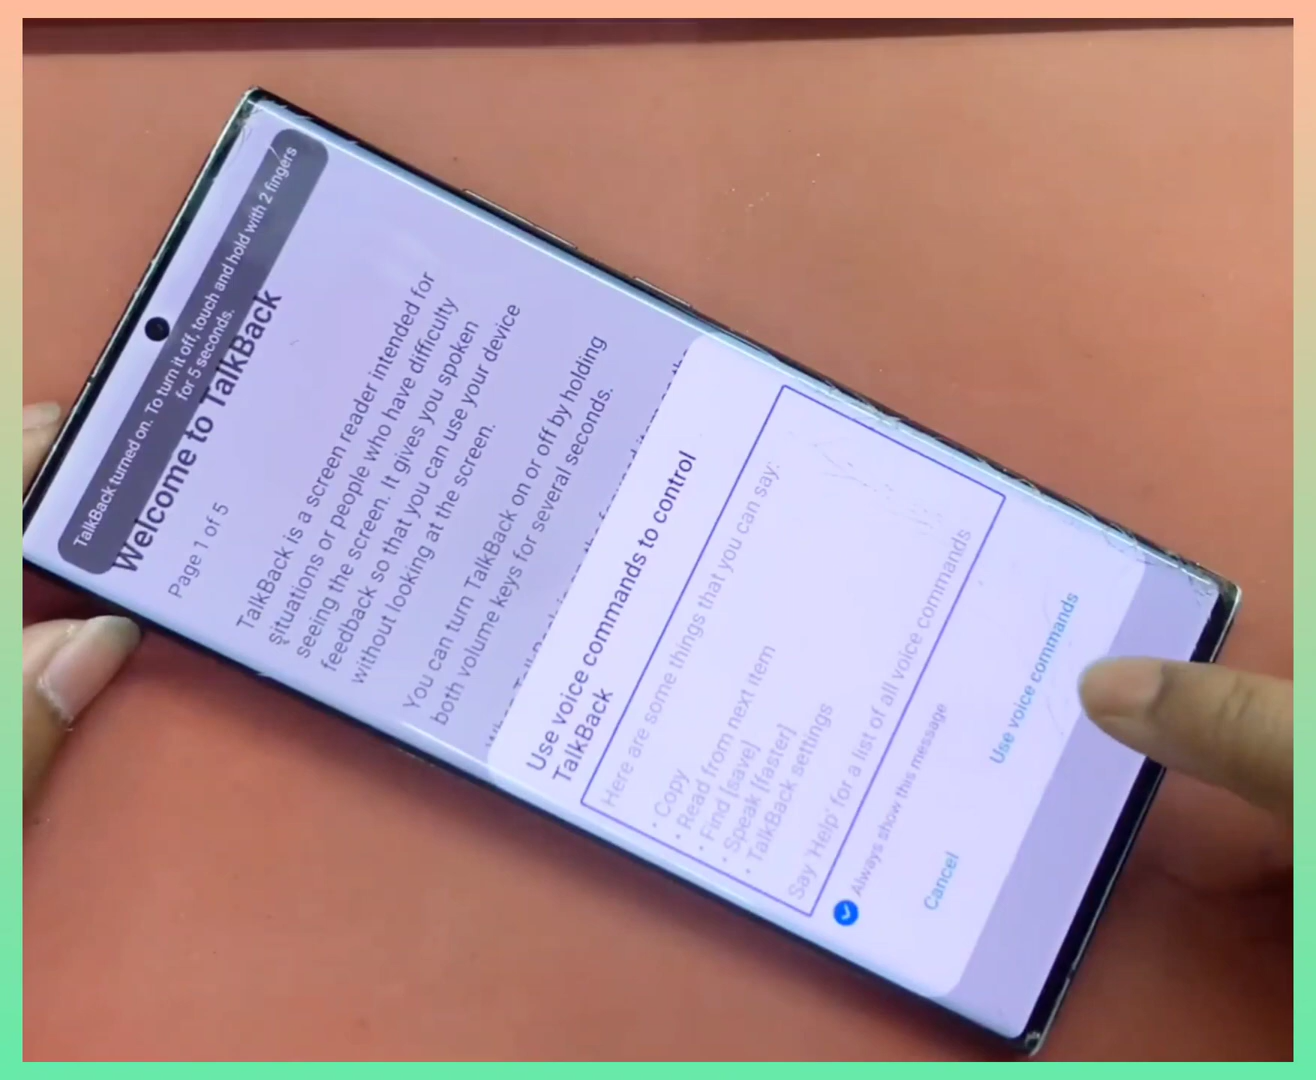 TalkBack turned on. To turn it off, touch and hold with 2 fingers
for 5 seconds.
Welcome to TalkBack
Page 1 of 5
TalkBack is a screen reader intended for
situations or people who have difficulty
seeing the screen. It gives you spoken
feedback so that you can use your device
without looking at the screen.
You can turn TalkBack on or off by holding
both volume keys for several seconds.
Use voice commands to control
TalkBack
Here are some things that you can say:
• Copy
• Read from next item
• Find [save]
• Speak [faster]
• TalkBack settings
Say 'Help' for a list of all voice commands
Always show this message
Cancel
Use voice commands